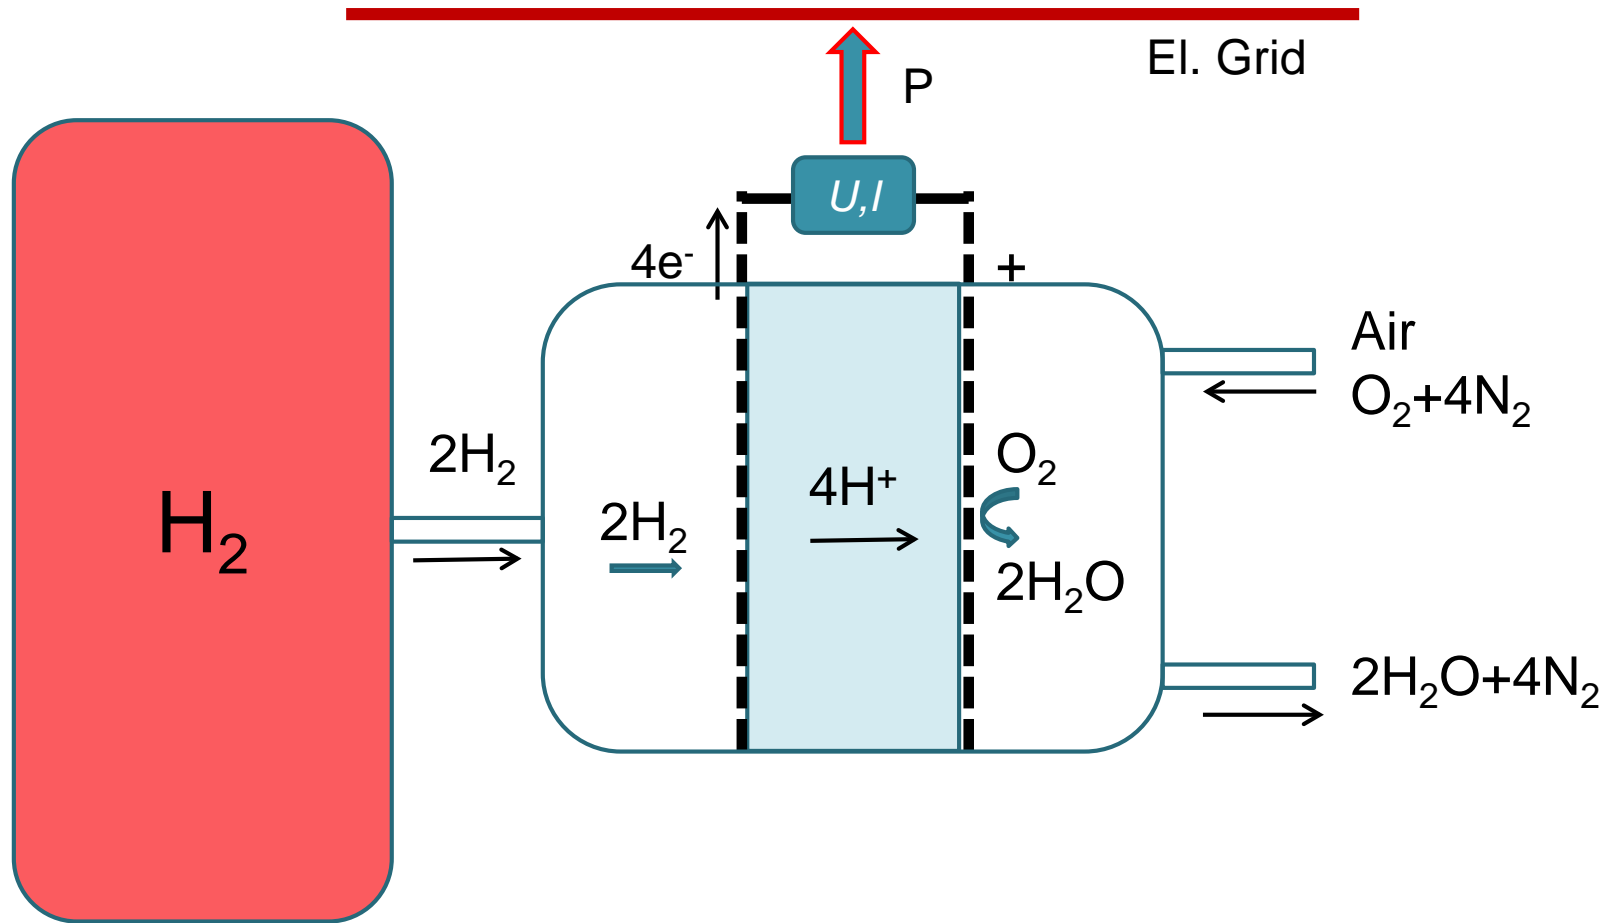 El. Grid
P
U,I
4e⁻
+
Air
O₂+4N₂
2H₂
O₂
4H⁺
H₂
2H₂
2H₂O
2H₂O+4N₂